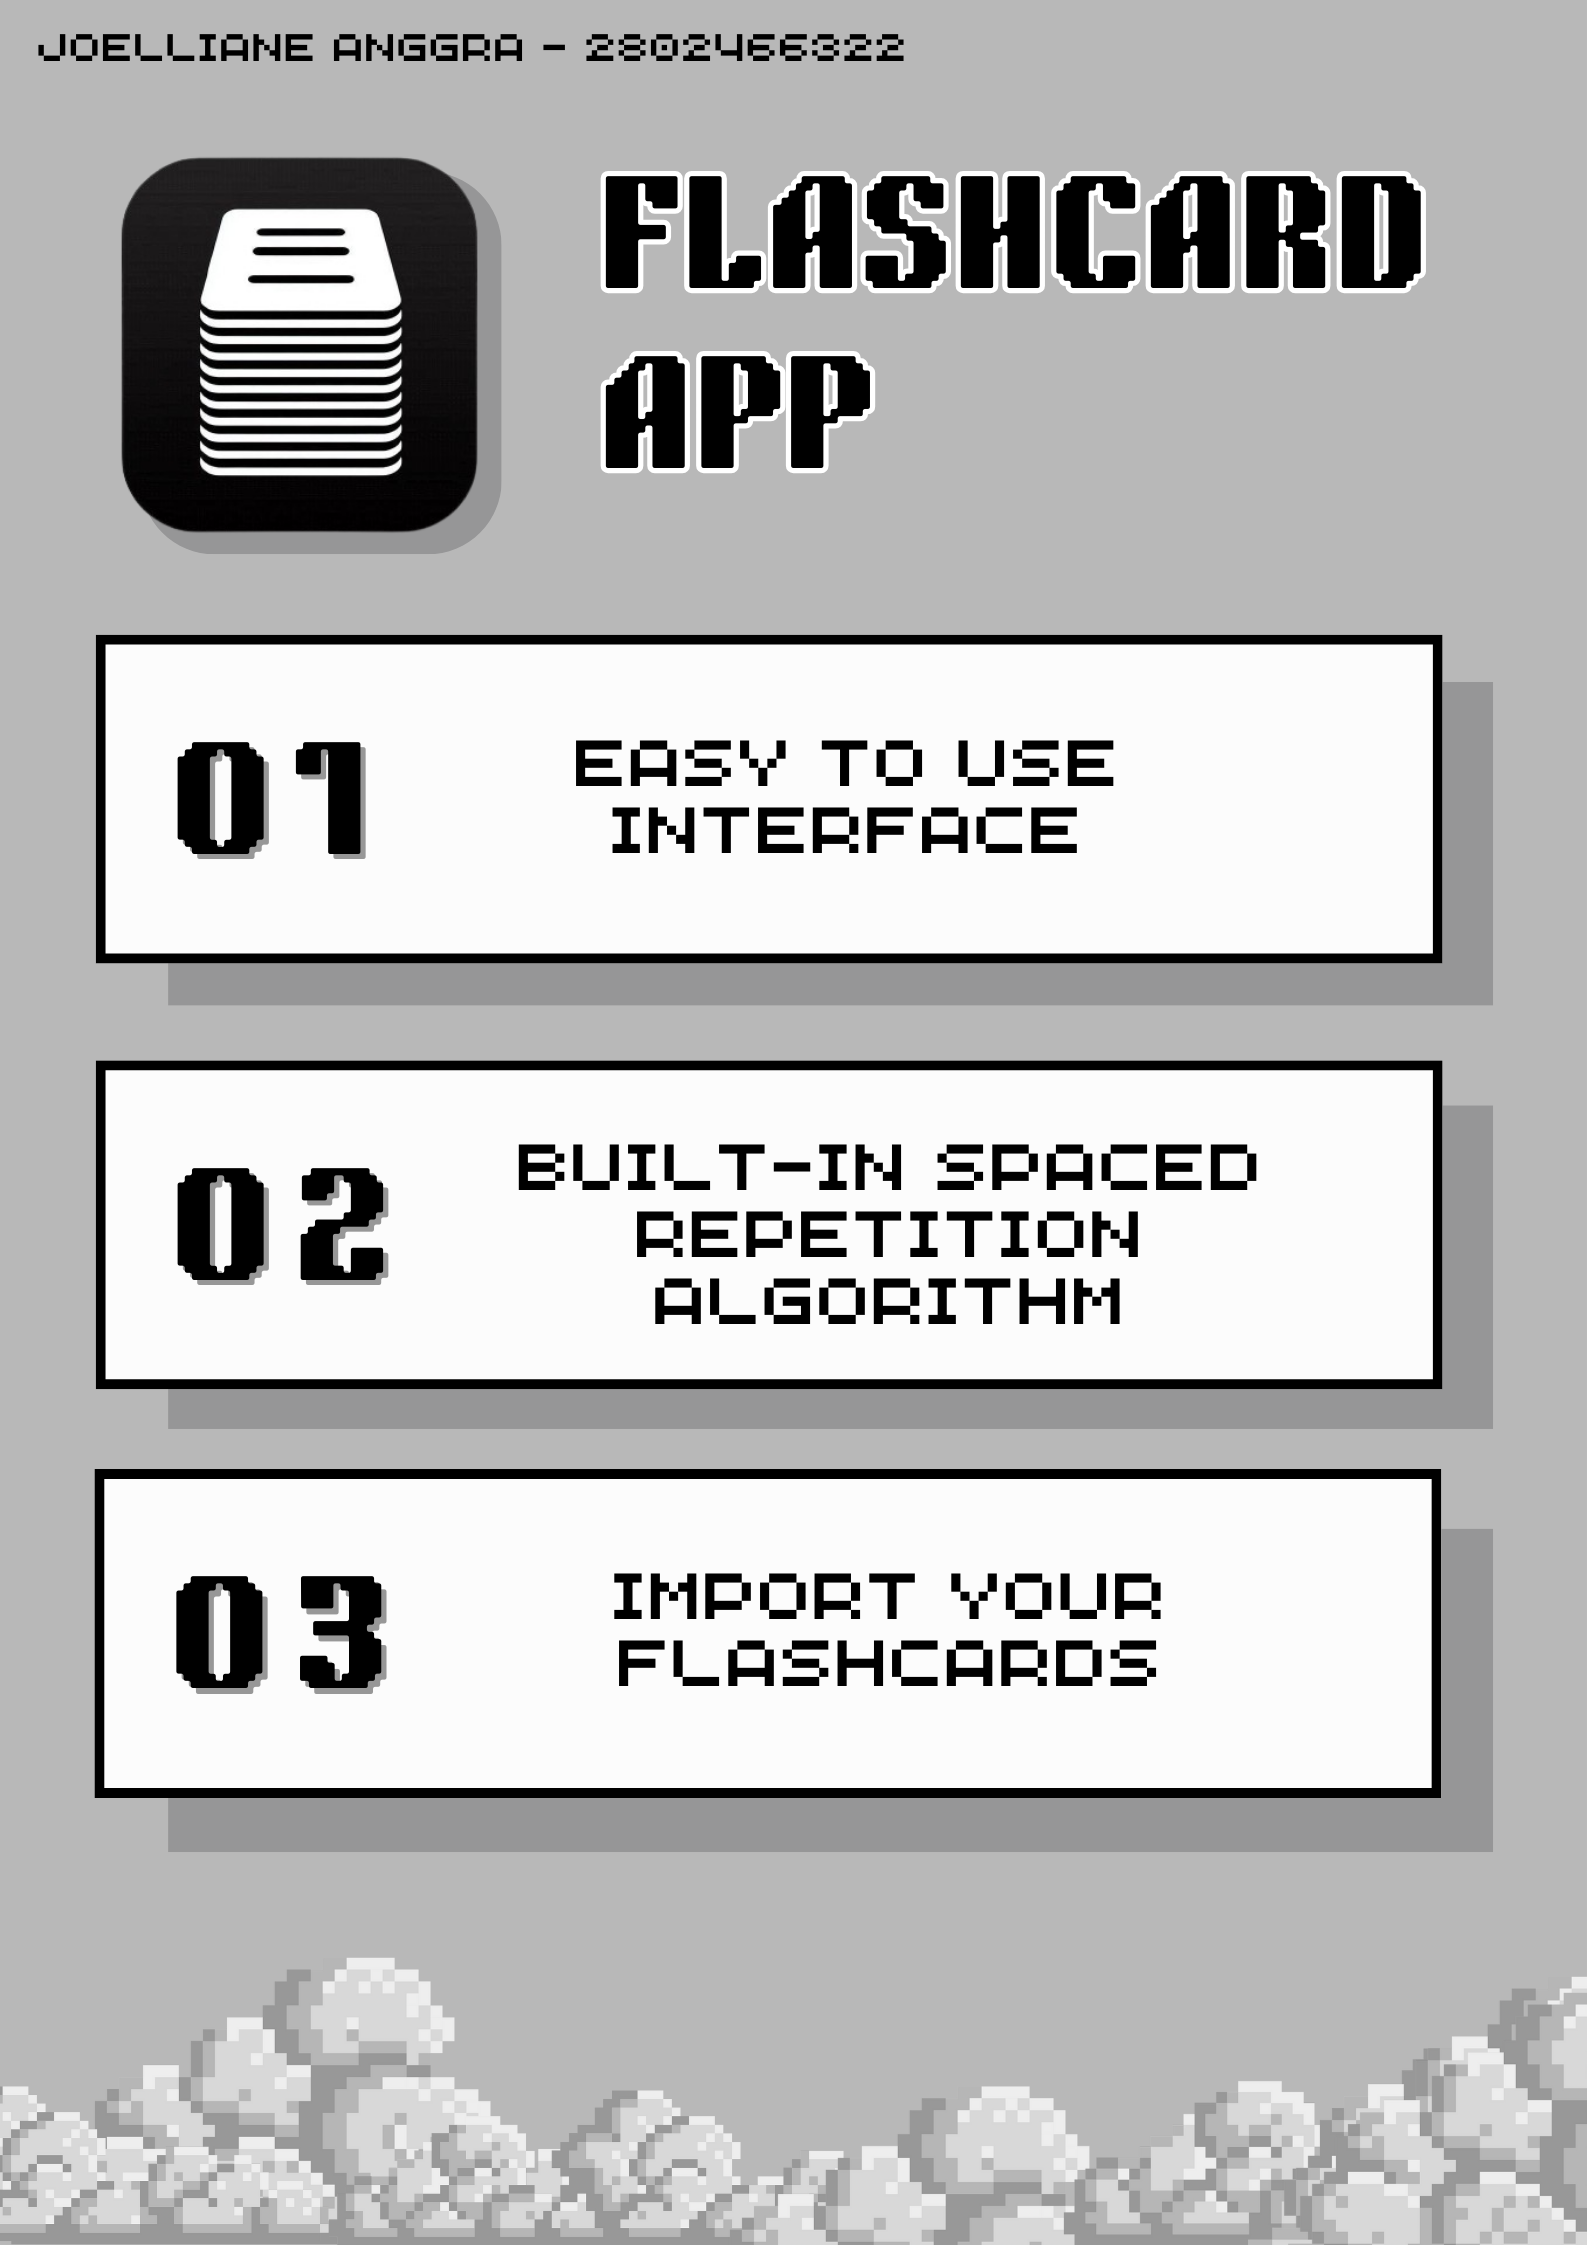 JOELLIANE ANGGRA - 2802466322
FLASHCARD
APP
01
EASY TO USE
INTERFACE
02
BUILT-IN SPACED
REPETITION
ALGORITHM
03
IMPORT YOUR
FLASHCARDS